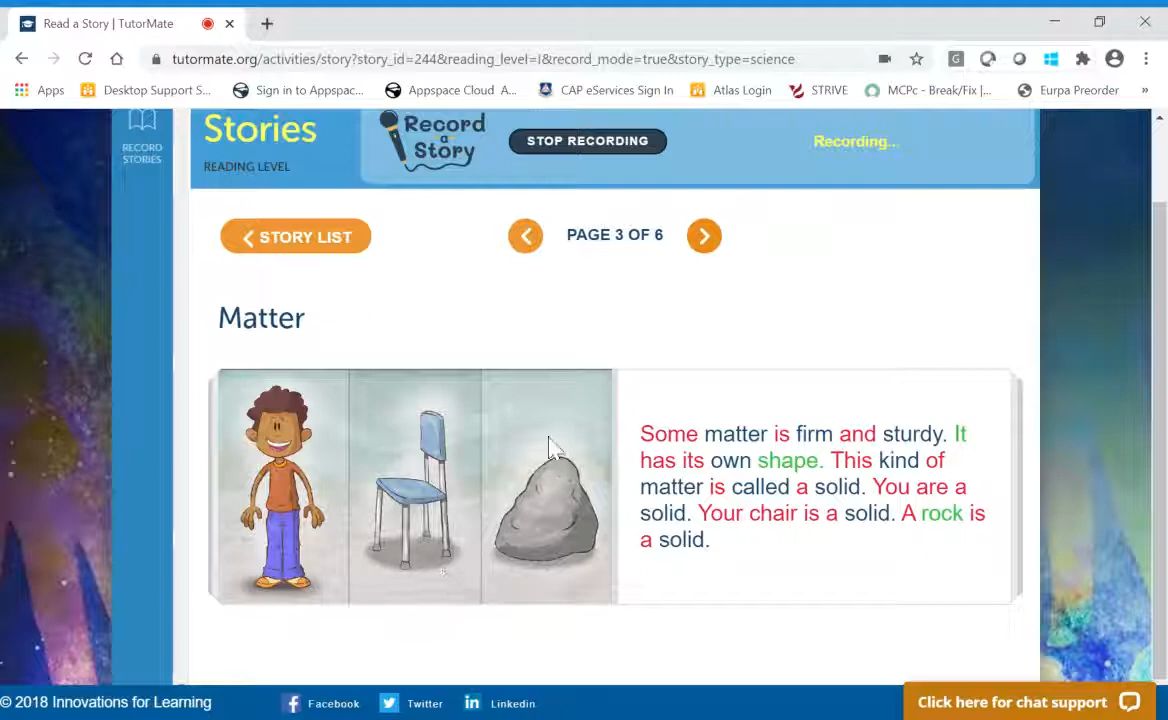 Read a Story | TutorMate
tutormate.org/activities/story?story_id=244&reading_level=I&record_mode=true&story_type=science
Apps
Desktop Support S...
Sign in to Appspac...
Appspace Cloud A...
CAP eServices Sign In
Atlas Login
STRIVE
MCPc - Break/Fix |...
Eurpa Preorder
»
RECORD
STORIES
Stories
READING LEVEL
Record
a
Story
STOP RECORDING
Recording...
STORY LIST
PAGE 3 OF 6
Matter
Some matter is firm and sturdy. It
has its own shape. This kind of
matter is called a solid. You are a
solid. Your chair is a solid. A rock is
a solid.
© 2018 Innovations for Learning
Facebook
Twitter
Linkedin
Click here for chat support